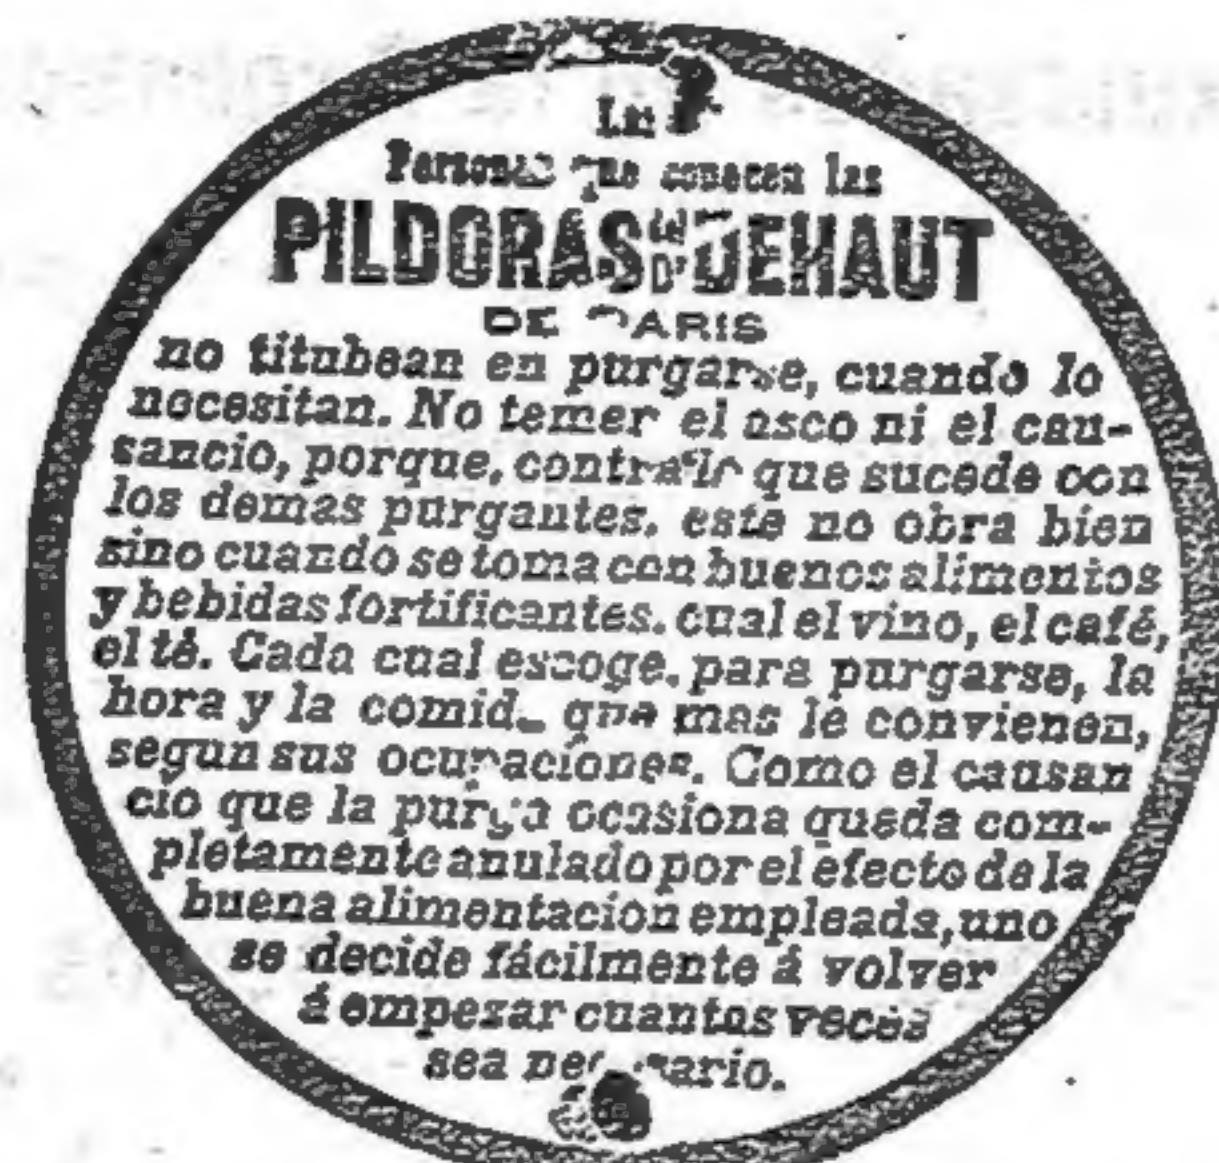 Las
Personas que conocen las
PILDORAS DEL DR DEHAUT
DE PARIS
no titubean en purgarse, cuando lo
necesitan. No temer el asco ni el cau-
sancio, porque, contra lo que sucede con
los demas purgantes, este no obra bien
sino cuando se toma con buenos alimentos
y bebidas fortificantes, cual el vino, el café,
el té. Cada cual escoge, para purgarse, la
hora y la comida que mas le convienen,
segun sus ocupaciones. Como el causan
cio que la purga ocasiona queda com-
pletamente anulado por el efecto de la
buena alimentacion empleada, uno
se decide fácilmente á volver
á empezar cuantas veces
sea necesario.